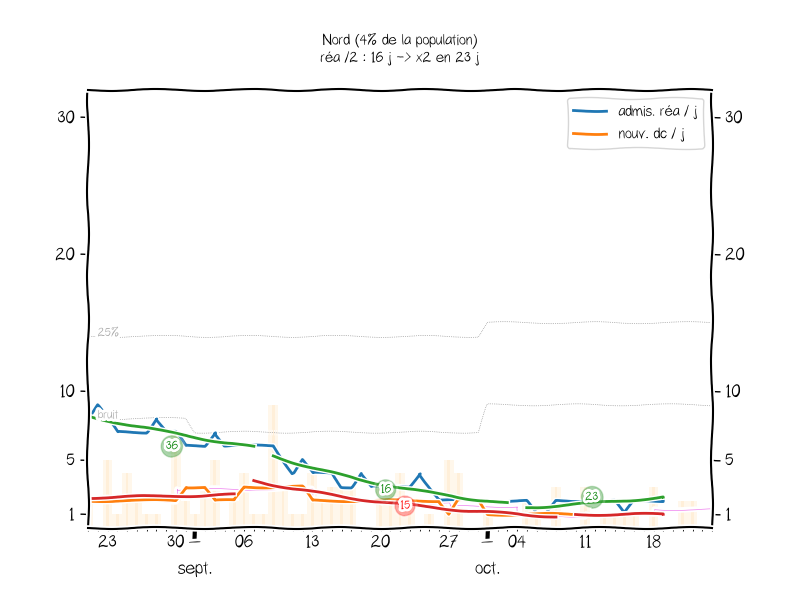 Nord (4% de la population)
réa /2 : 16 j -> x2 en 23 j
admis. réa / j
nouv. dc / j
30
30
20
20
25%
10
10
bruit
36
5
5
16
15
23
1
1
23 30 06 13 20 27 04 11 18
sept. oct.